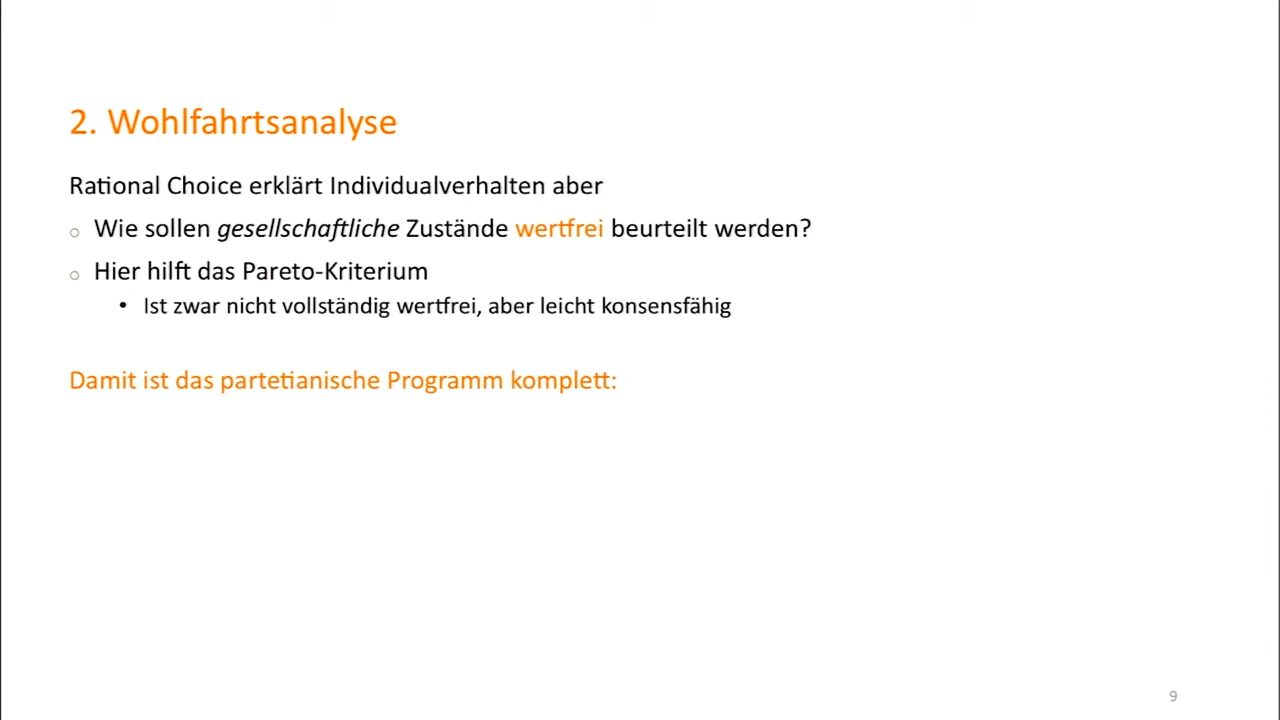 2. Wohlfahrtsanalyse
Rational Choice erklärt Individualverhalten aber
○ Wie sollen gesellschaftliche Zustände wertfrei beurteilt werden?
○ Hier hilft das Pareto-Kriterium
• Ist zwar nicht vollständig wertfrei, aber leicht konsensfähig
Damit ist das partetianische Programm komplett:
9